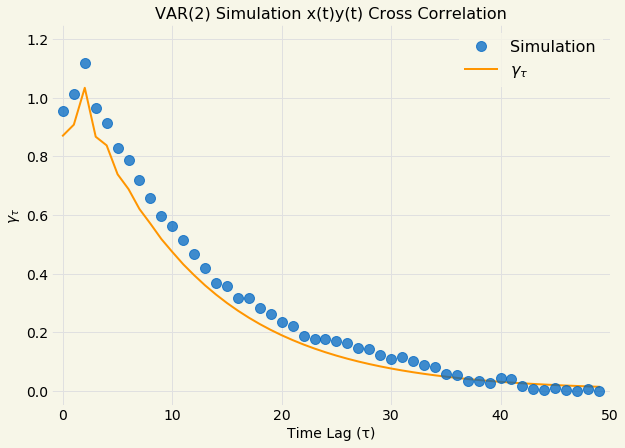 VAR(2) Simulation x(t)y(t) Cross Correlation
Simulation
γτ
γτ
1.2
1.0
0.8
0.6
0.4
0.2
0.0
0 10 20 30 40 50
Time Lag (τ)